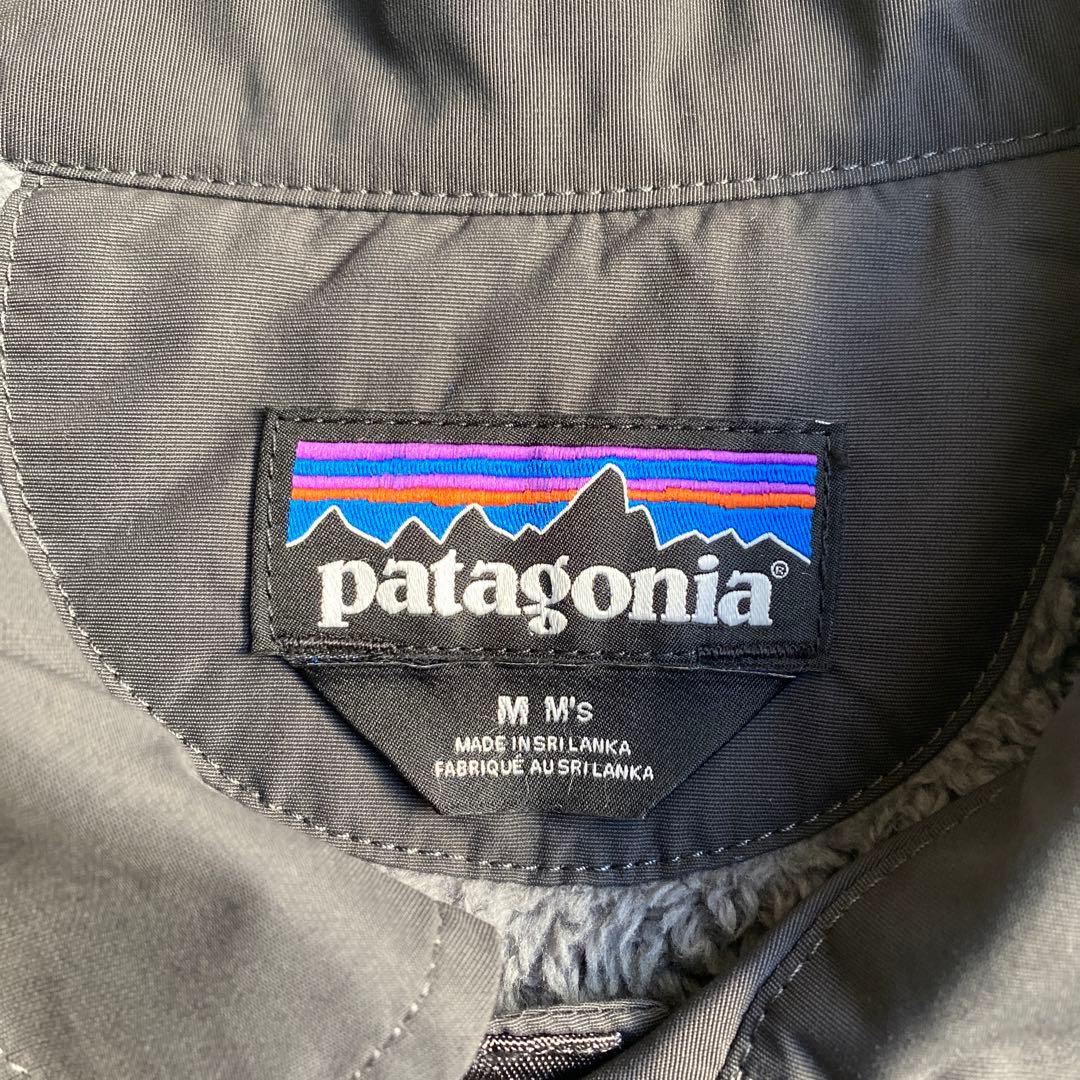 patagonia®
M M's
MADE IN SRI LANKA
FABRIQUÉ AU SRI LANKA